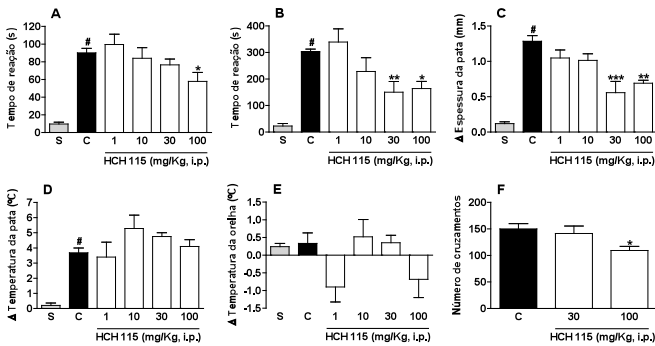 A
Tempo de reação (s)
120
100
80
60
40
20
0
#
*
S C 1 10 30 100
HCH 115 (mg/Kg, i.p.)
B
Tempo de reação (s)
400
300
200
100
0
#
** *
S C 1 10 30 100
HCH 115 (mg/Kg, i.p.)
C
Δ Espessura da pata (mm)
1.5
1.0
0.5
0.0
#
*** **
S C 1 10 30 100
HCH 115 (mg/Kg, i.p.)
D
Δ Temperatura da pata (ºC)
7
6
5
4
3
2
1
0
#
S C 1 10 30 100
HCH 115 (mg/Kg, i.p.)
E
Δ Temperatura da orelha (ºC)
1.5
1.0
0.5
0.0
-0.5
-1.0
-1.5
S C 1 10 30 100
HCH 115 (mg/Kg, i.p.)
F
Número de cruzamentos
200
150
100
50
0
*
C 30 100
HCH 115 (mg/Kg, i.p.)